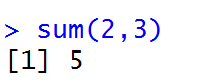 > sum(2,3)
[1] 5